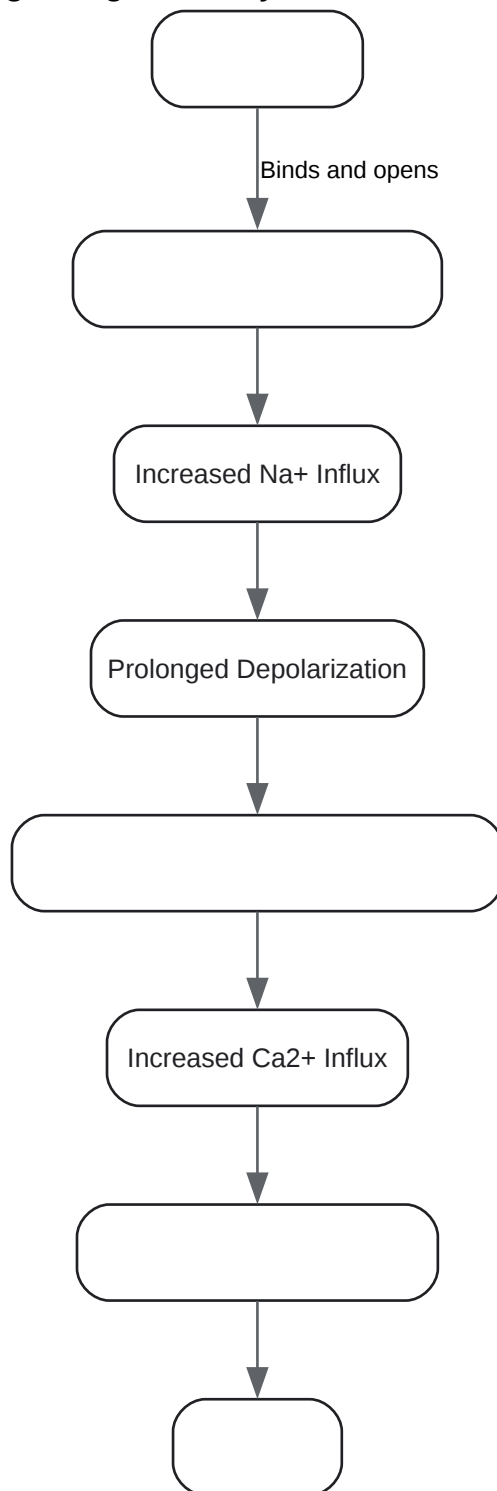 Binds and opens
Increased Na+ Influx
Prolonged Depolarization
Increased Ca2+ Influx